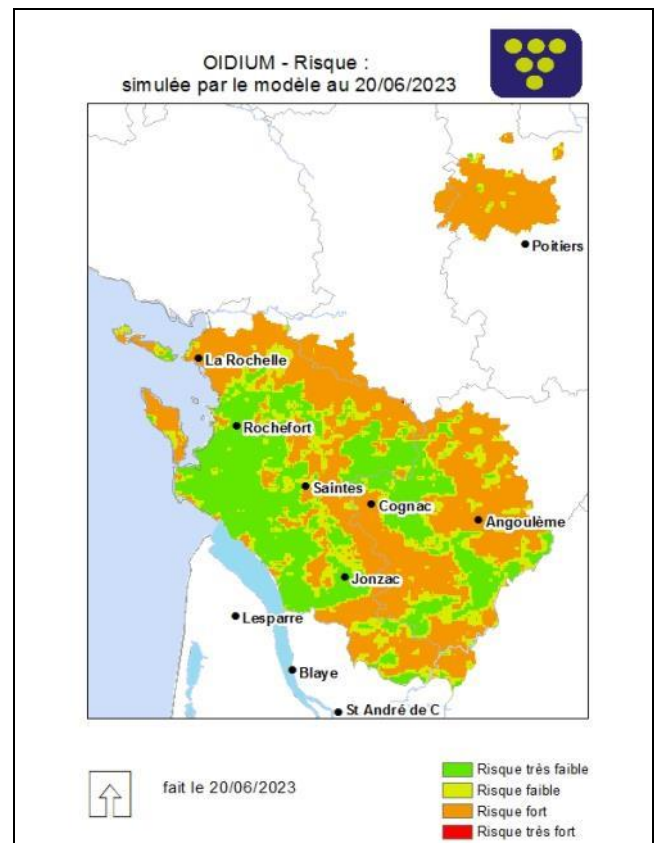 OIDIUM - Risque :
simulée par le modèle au 20/06/2023
Poitiers
La Rochelle
Rochefort
Saintes
Cognac
Angoulême
Jonzac
Lesparre
Blaye
St André de C
fait le 20/06/2023
Risque très faible
Risque faible
Risque fort
Risque très fort